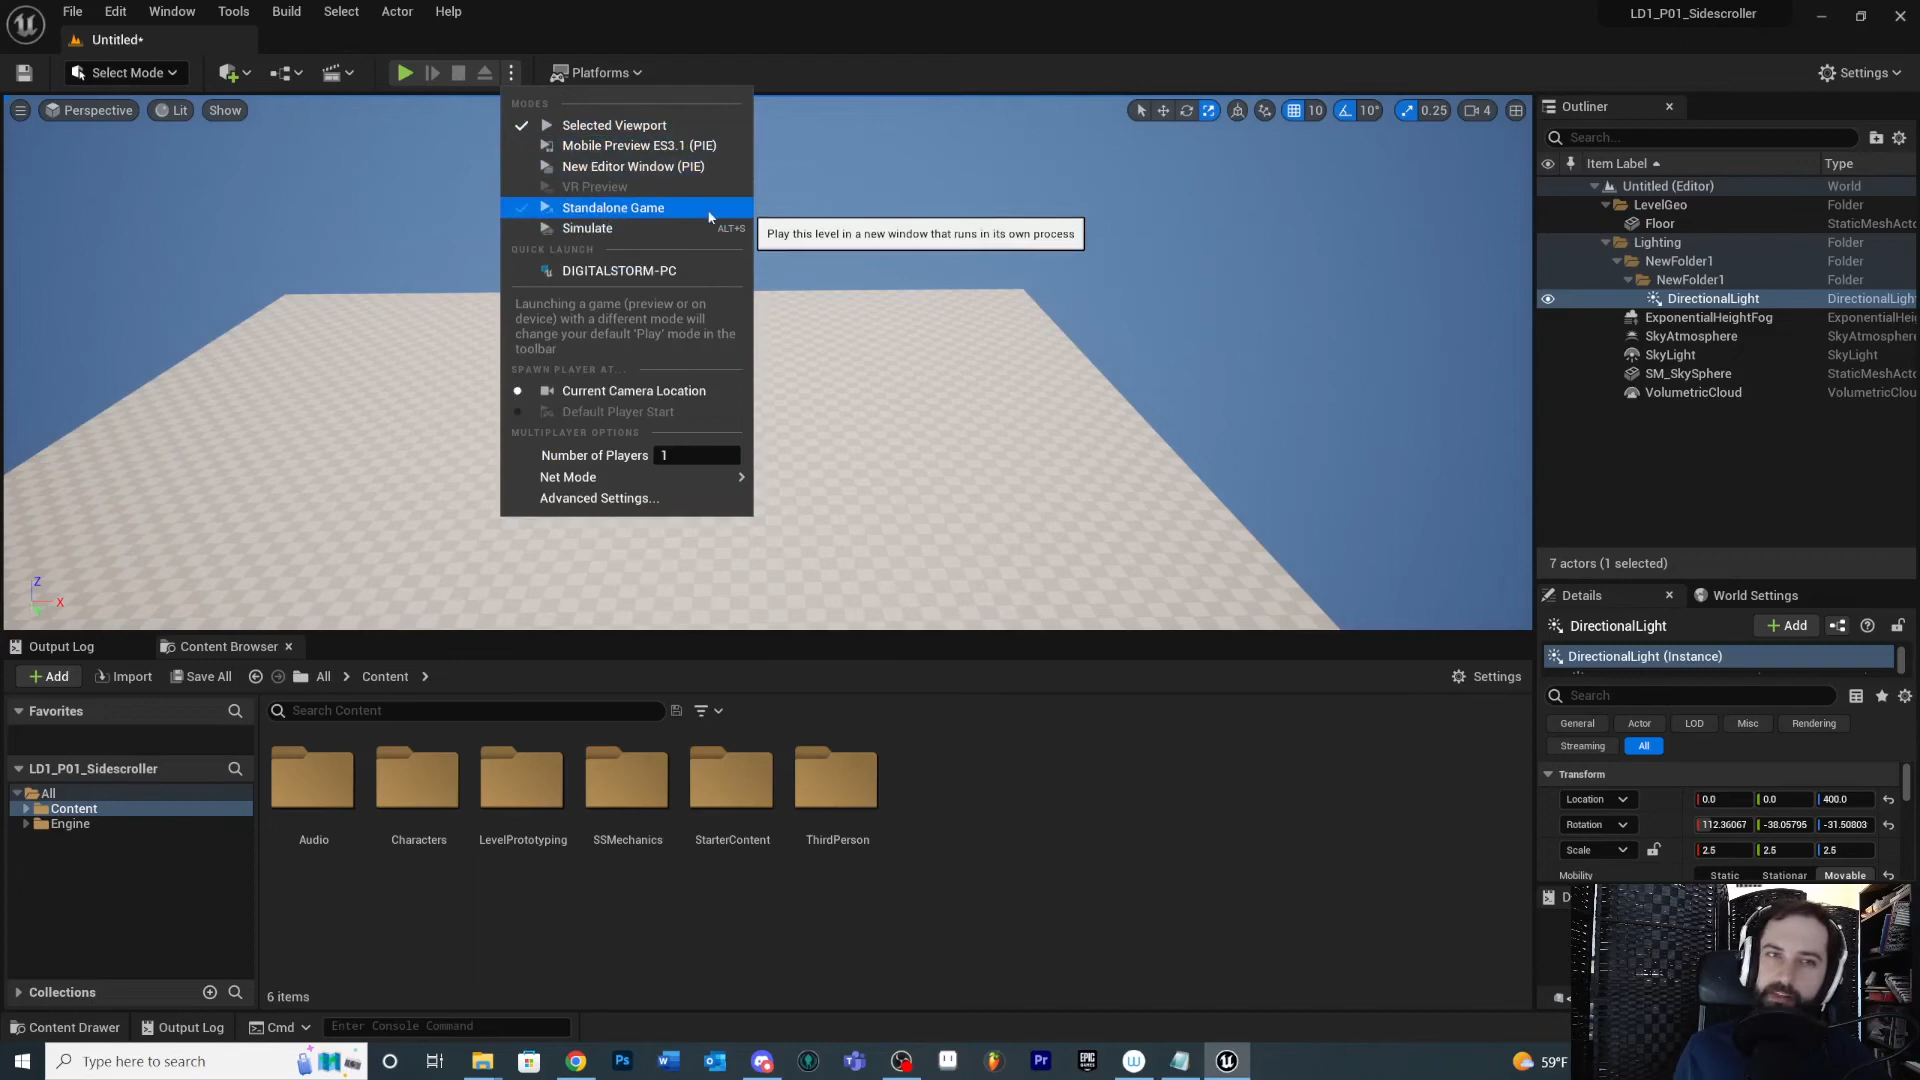 File Edit Window Tools Build Select Actor Help
LD1_P01_Sidescroller
Untitled*
Select Mode
Platforms
Settings
Perspective
Lit
Show
10
10°
0.25
4
MODES
Selected Viewport
Mobile Preview ES3.1 (PIE)
New Editor Window (PIE)
VR Preview
Standalone Game
Simulate ALT+S
Play this level in a new window that runs in its own process
QUICK LAUNCH
DIGITALSTORM-PC
Launching a game (preview or on
device) with a different mode will
change your default 'Play' mode in the
toolbar
SPAWN PLAYER AT...
Current Camera Location
Default Player Start
MULTIPLAYER OPTIONS
Number of Players 1
Net Mode
Advanced Settings...
Z
X
Outliner
Search...
Item Label Type
Untitled (Editor) World
LevelGeo Folder
Floor StaticMeshActo
Lighting Folder
NewFolder1 Folder
NewFolder1 Folder
DirectionalLight DirectionalLigh
ExponentialHeightFog ExponentialHei
SkyAtmosphere SkyAtmosphere
SkyLight SkyLight
SM_SkySphere StaticMeshActo
VolumetricCloud VolumetricClou
7 actors (1 selected)
Details World Settings
DirectionalLight Add
DirectionalLight (Instance)
Search
General Actor LOD Misc Rendering
Streaming All
Transform
Location 0.0 0.0 400.0
Rotation 112.36067 -38.05795 -31.50803
Scale 2.5 2.5 2.5
Mobility Static Stationar Movable
D
Output Log Content Browser
Add Import Save All All Content Settings
Favorites
Search Content
LD1_P01_Sidescroller
All
Content
Engine
Audio Characters LevelPrototyping SSMechanics StarterContent ThirdPerson
Collections
6 items
Content Drawer Output Log Cmd Enter Console Command
Type here to search
Ps
Pr
EPIC
GAMES
59°F